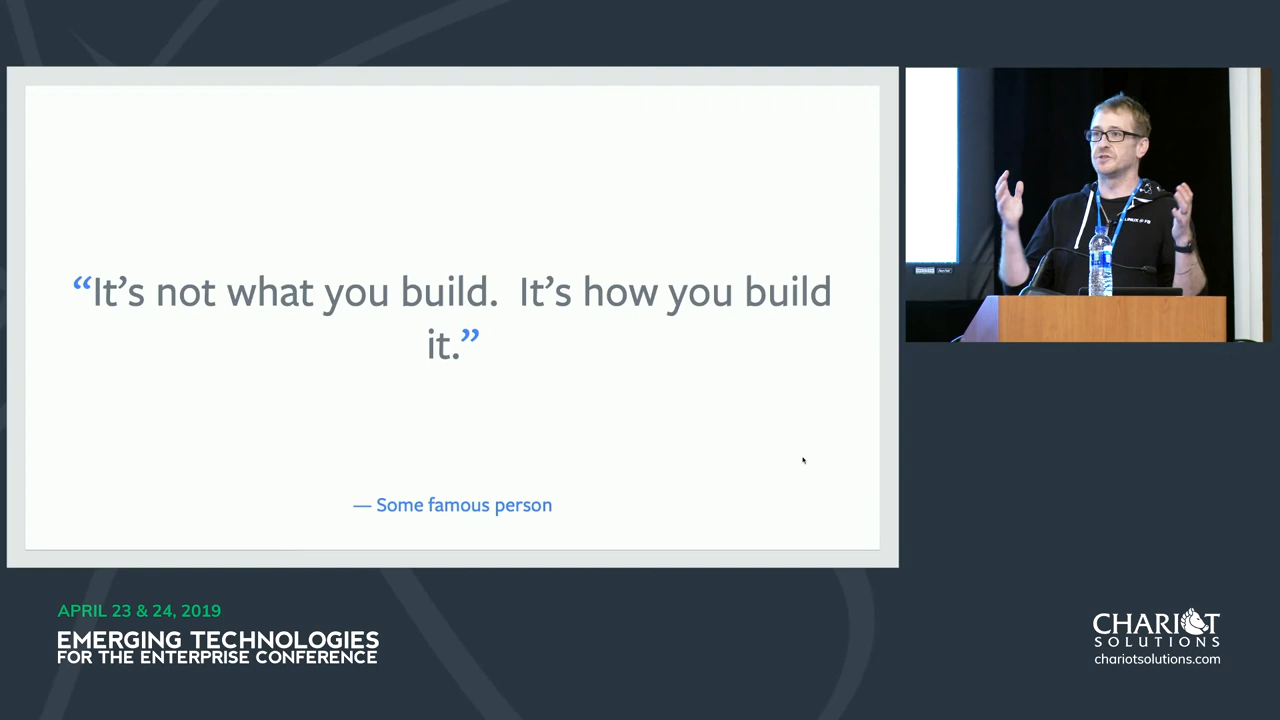 “It’s not what you build.  It’s how you build
it.”
— Some famous person
APRIL 23 & 24, 2019
EMERGING TECHNOLOGIES
FOR THE ENTERPRISE CONFERENCE
CHARIOT
SOLUTIONS
chariotsolutions.com